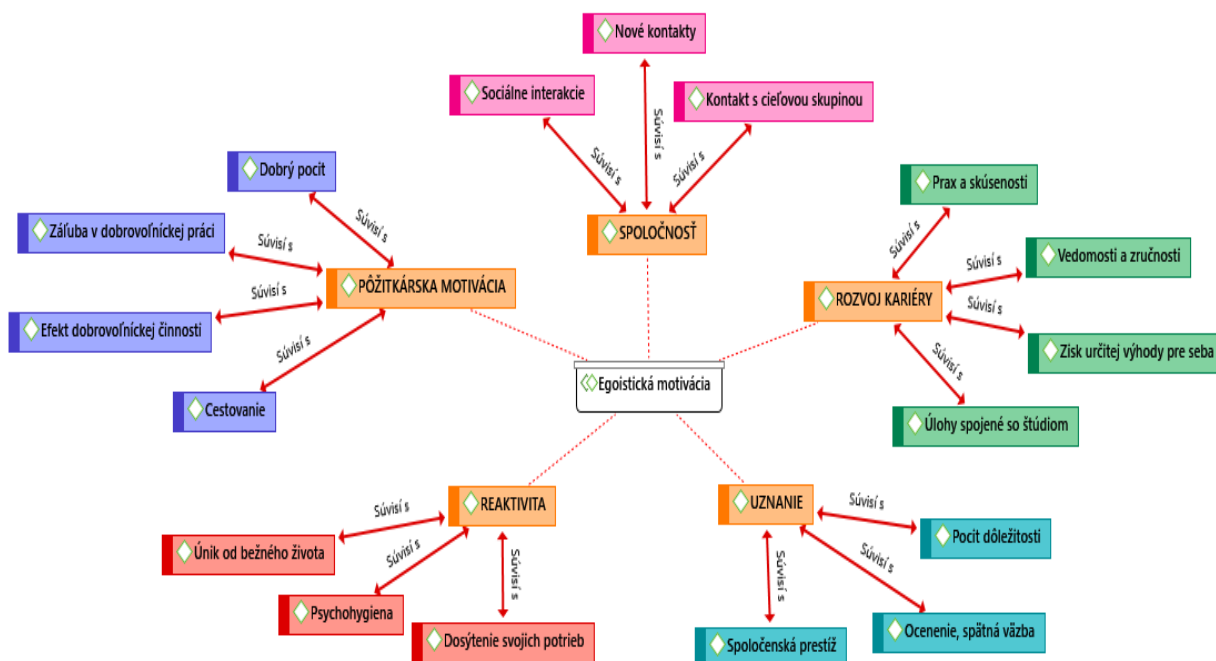 Nové kontakty
Sociálne interakcie
Kontakt s cieľovou skupinou
Súvisí s
Súvisí s
Súvisí s
SPOLOČNOSŤ
Dobrý pocit
Záľuba v dobrovoľníckej práci
Efekt dobrovoľníckej činnosti
Cestovanie
Súvisí s
Súvisí s
Súvisí s
Súvisí s
PÔŽITKÁRSKA MOTIVÁCIA
Prax a skúsenosti
Vedomosti a zručnosti
Zisk určitej výhody pre seba
Úlohy spojené so štúdiom
Súvisí s
Súvisí s
Súvisí s
Súvisí s
ROZVOJ KARIÉRY
Egoistická motivácia
REAKTIVITA
Súvisí s
Súvisí s
Súvisí s
Únik od bežného života
Psychohygiena
Dosýtenie svojich potrieb
UZNANIE
Súvisí s
Súvisí s
Súvisí s
Pocit dôležitosti
Ocenenie, spätná väzba
Spoločenská prestíž